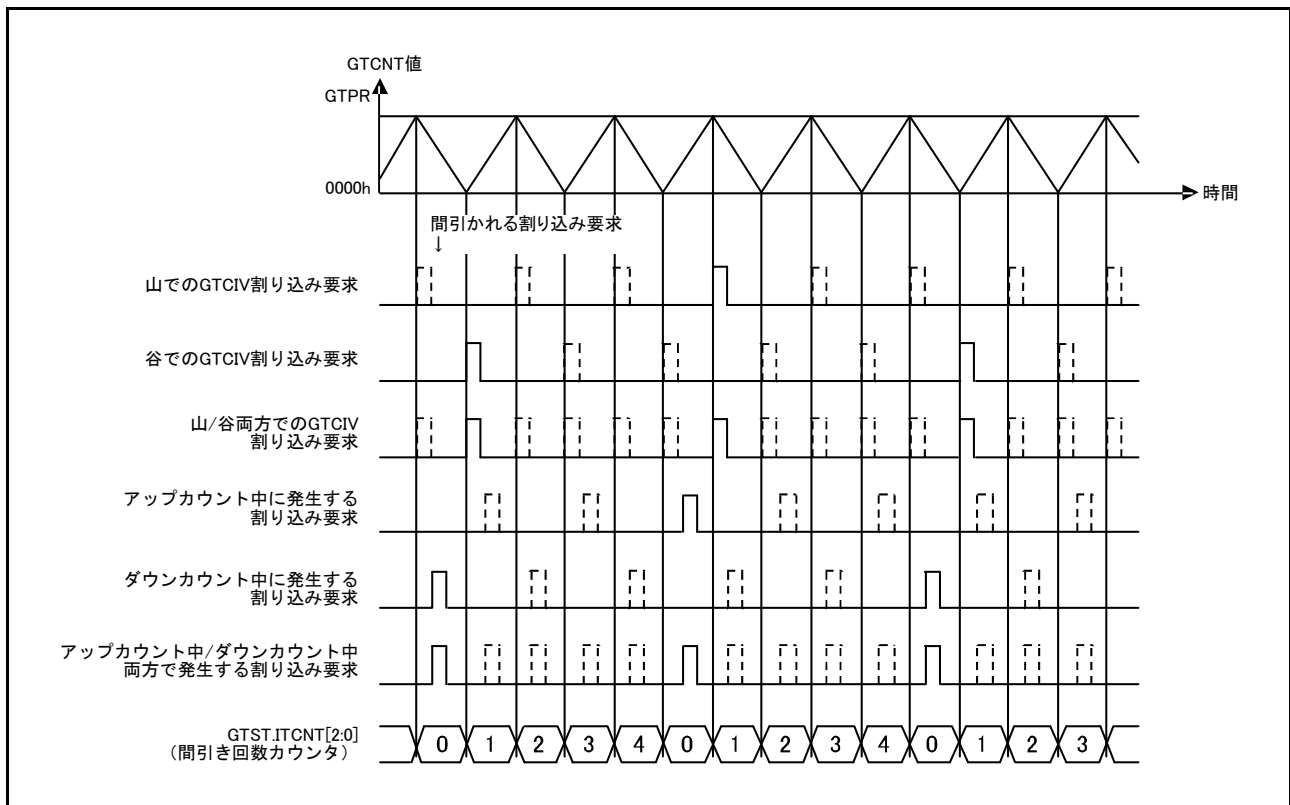 GTCNT値
GTPR
0000h
時間
間引かれる割り込み要求
↓
山でのGTCIV割り込み要求
谷でのGTCIV割り込み要求
山/谷両方でのGTCIV
割り込み要求
アップカウント中に発生する
割り込み要求
ダウンカウント中に発生する
割り込み要求
アップカウント中/ダウンカウント中
両方で発生する割り込み要求
GTST.ITCNT[2:0]
(間引き回数カウンタ)
0 1 2 3 4 0 1 2 3 4 0 1 2 3